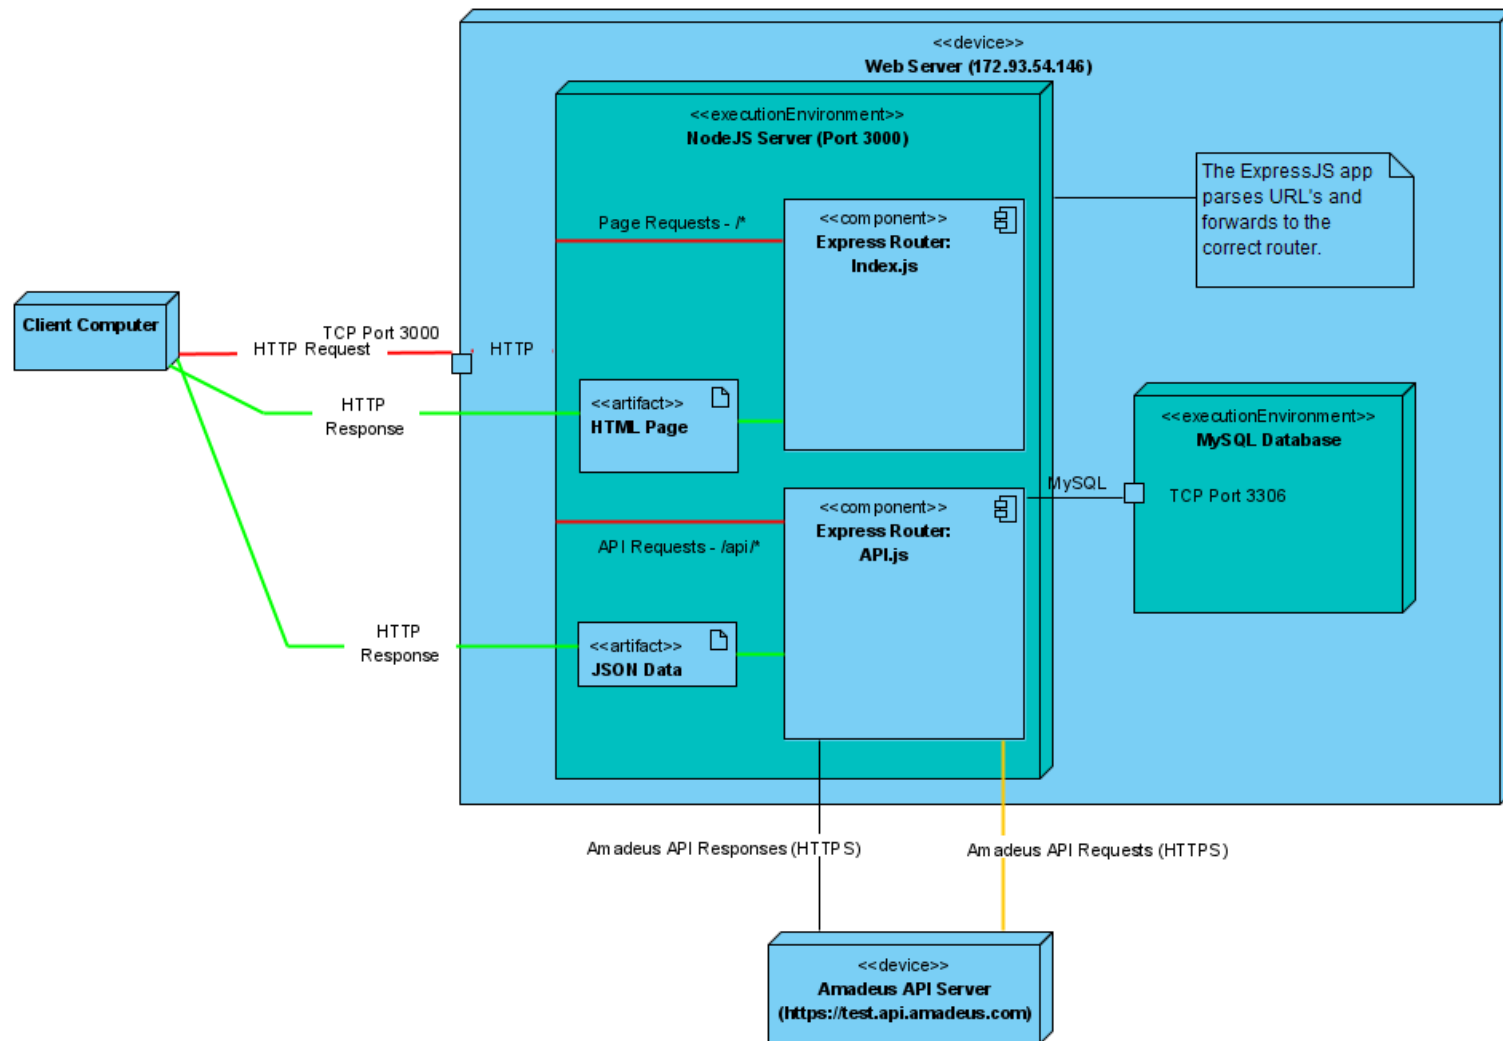 <<device>>
Web Server (172.93.54.146)
<<executionEnvironment>>
NodeJS Server (Port 3000)
The ExpressJS app
parses URL's and
forwards to the
correct router.
Page Requests - /*
<<component>>
Express Router:
Index.js
Client Computer
TCP Port 3000
HTTP Request
HTTP
HTTP
Response
<<artifact>>
HTML Page
<<executionEnvironment>>
MySQL Database
MySQL
TCP Port 3306
<<component>>
Express Router:
API.js
API Requests - /api/*
HTTP
Response
<<artifact>>
JSON Data
Amadeus API Responses (HTTPS)
Amadeus API Requests (HTTPS)
<<device>>
Amadeus API Server
(https://test.api.amadeus.com)